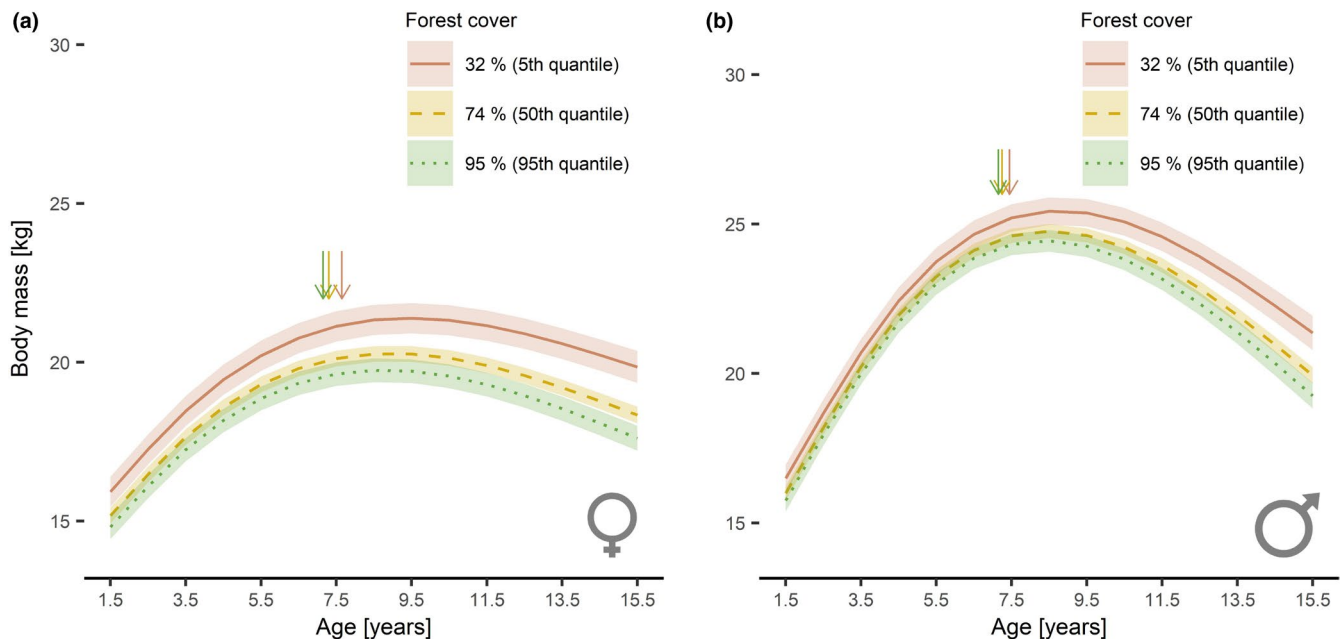 (a)
Forest cover
32 % (5th quantile)
74 % (50th quantile)
95 % (95th quantile)
30
25
20
15
Body mass [kg]
1.5 3.5 5.5 7.5 9.5 11.5 13.5 15.5
Age [years]
(b)
Forest cover
32 % (5th quantile)
74 % (50th quantile)
95 % (95th quantile)
30
25
20
15
1.5 3.5 5.5 7.5 9.5 11.5 13.5 15.5
Age [years]